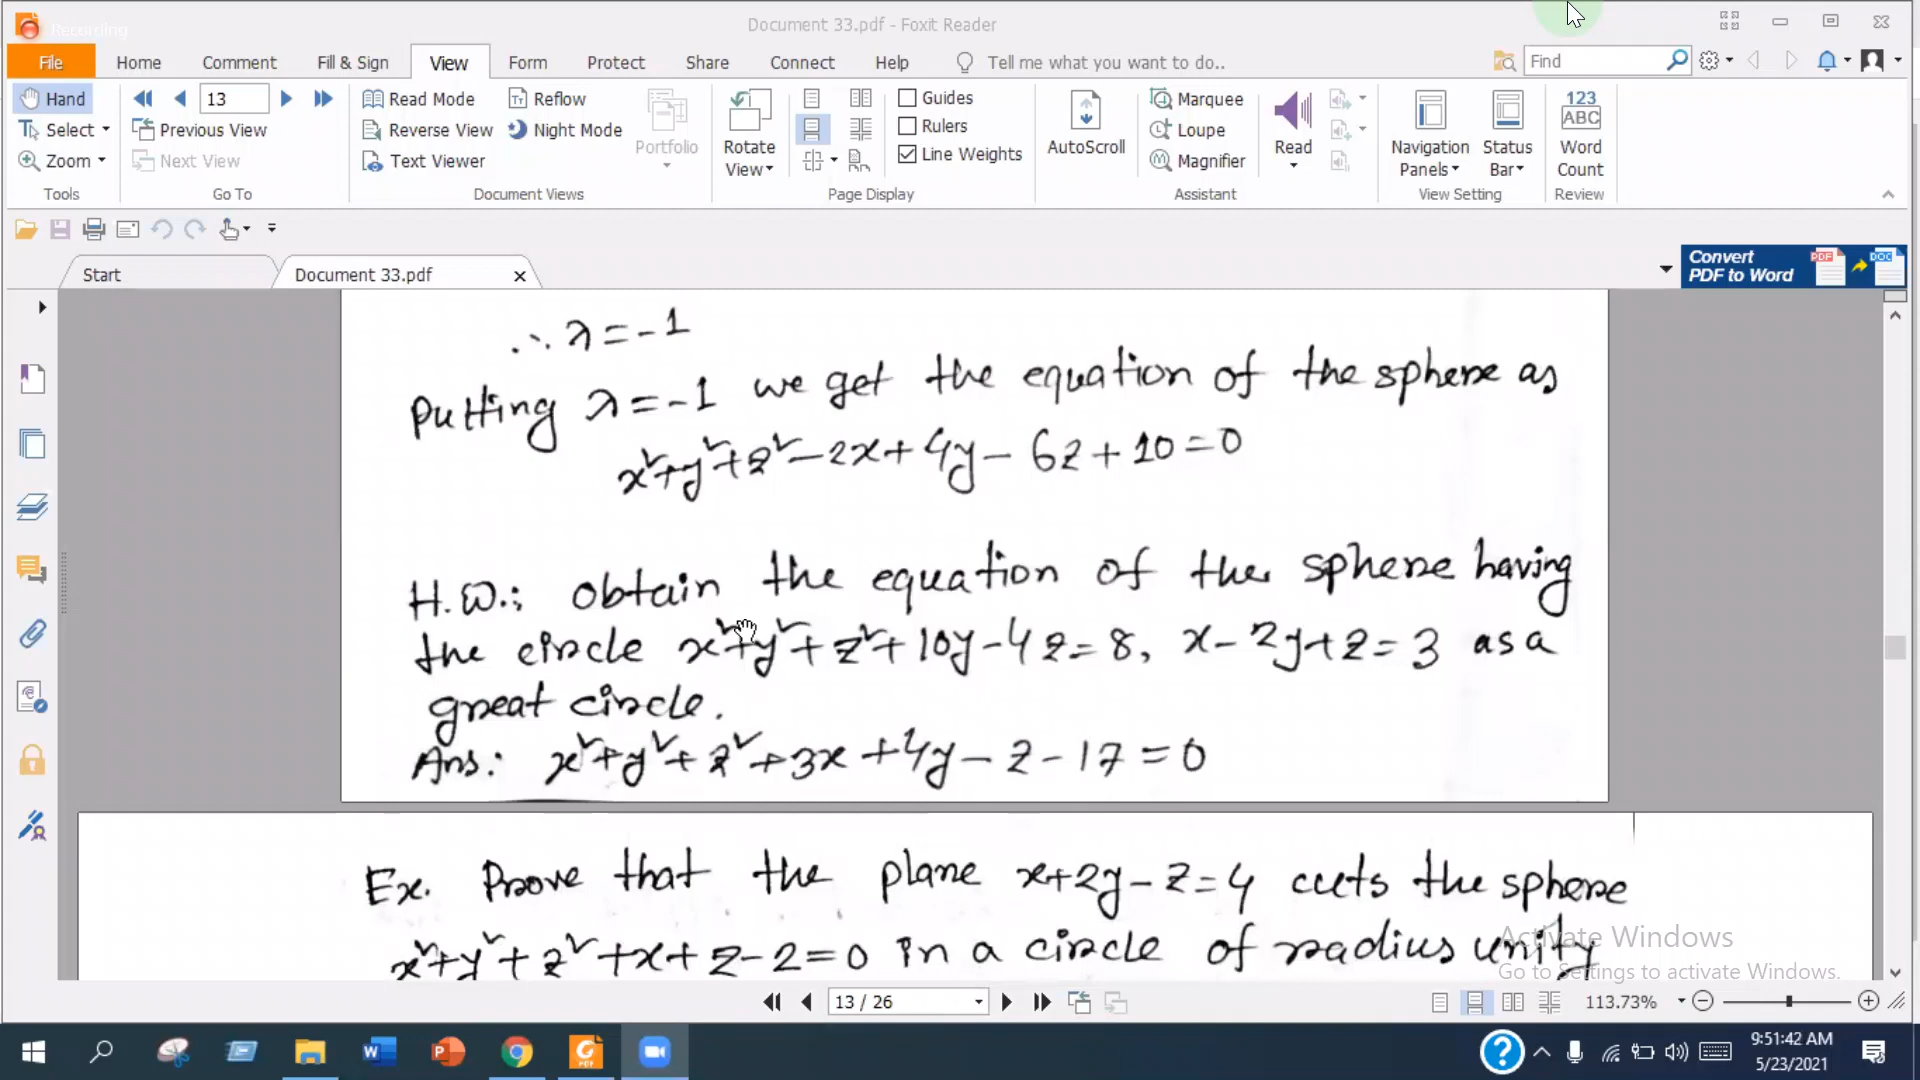 Recording
Document 33.pdf - Foxit Reader
File Home Comment Fill & Sign View Form Protect Share Connect Help Tell me what you want to do.. Find
Hand 13 Read Mode Reflow Guides Marquee 123
Select Previous View Reverse View Night Mode Rulers Loupe ABC
Zoom Next View Text Viewer Portfolio Rotate View Line Weights AutoScroll Magnifier Read Navigation Panels Status Bar Word Count
Tools Go To Document Views Page Display Assistant View Setting Review
Start Document 33.pdf
Convert PDF to Word PDF DOC
∴ λ = -1
Putting λ = -1 we get the equation of the sphere as
x²+y²+z²-2x+4y-6z+10=0
H.W.: obtain the equation of the sphere having
the circle x²+y²+z²+10y-4z=8, x-2y+z=3 as a
great circle.
Ans: x²+y²+z²+3x+4y-z-17=0
Ex. Prove that the plane x+2y-z=4 cuts the sphere
x²+y²+z²+x+z-2=0 in a circle of radius unity
Activate Windows
Go to Settings to activate Windows.
13 / 26 113.73%
9:51:42 AM
5/23/2021